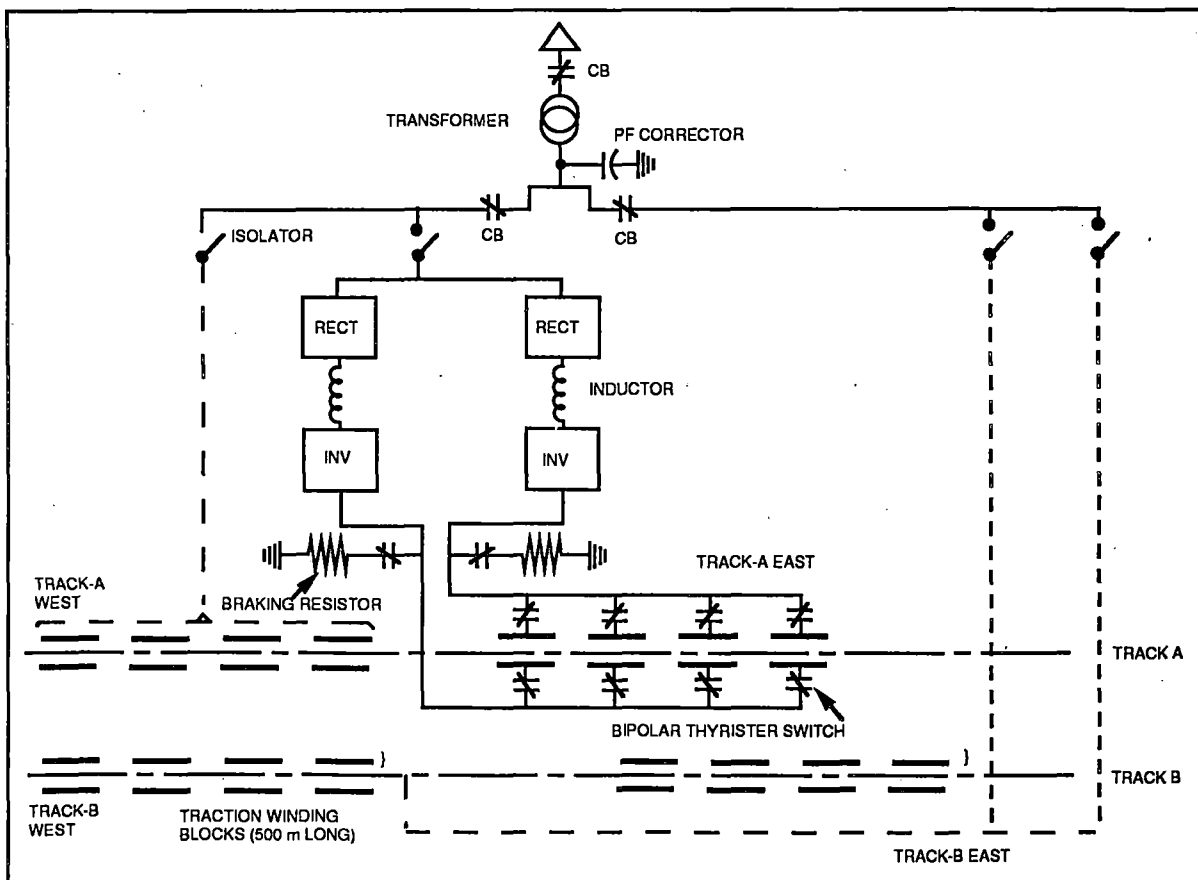 CB
TRANSFORMER
PF CORRECTOR
CB
CB
ISOLATOR
RECT
RECT
INDUCTOR
INV
INV
TRACK-A EAST
TRACK-A
WEST
BRAKING RESISTOR
TRACK A
BIPOLAR THYRISTER SWITCH
TRACK B
TRACK-B
WEST
TRACTION WINDING
BLOCKS (500 m LONG)
TRACK-B EAST